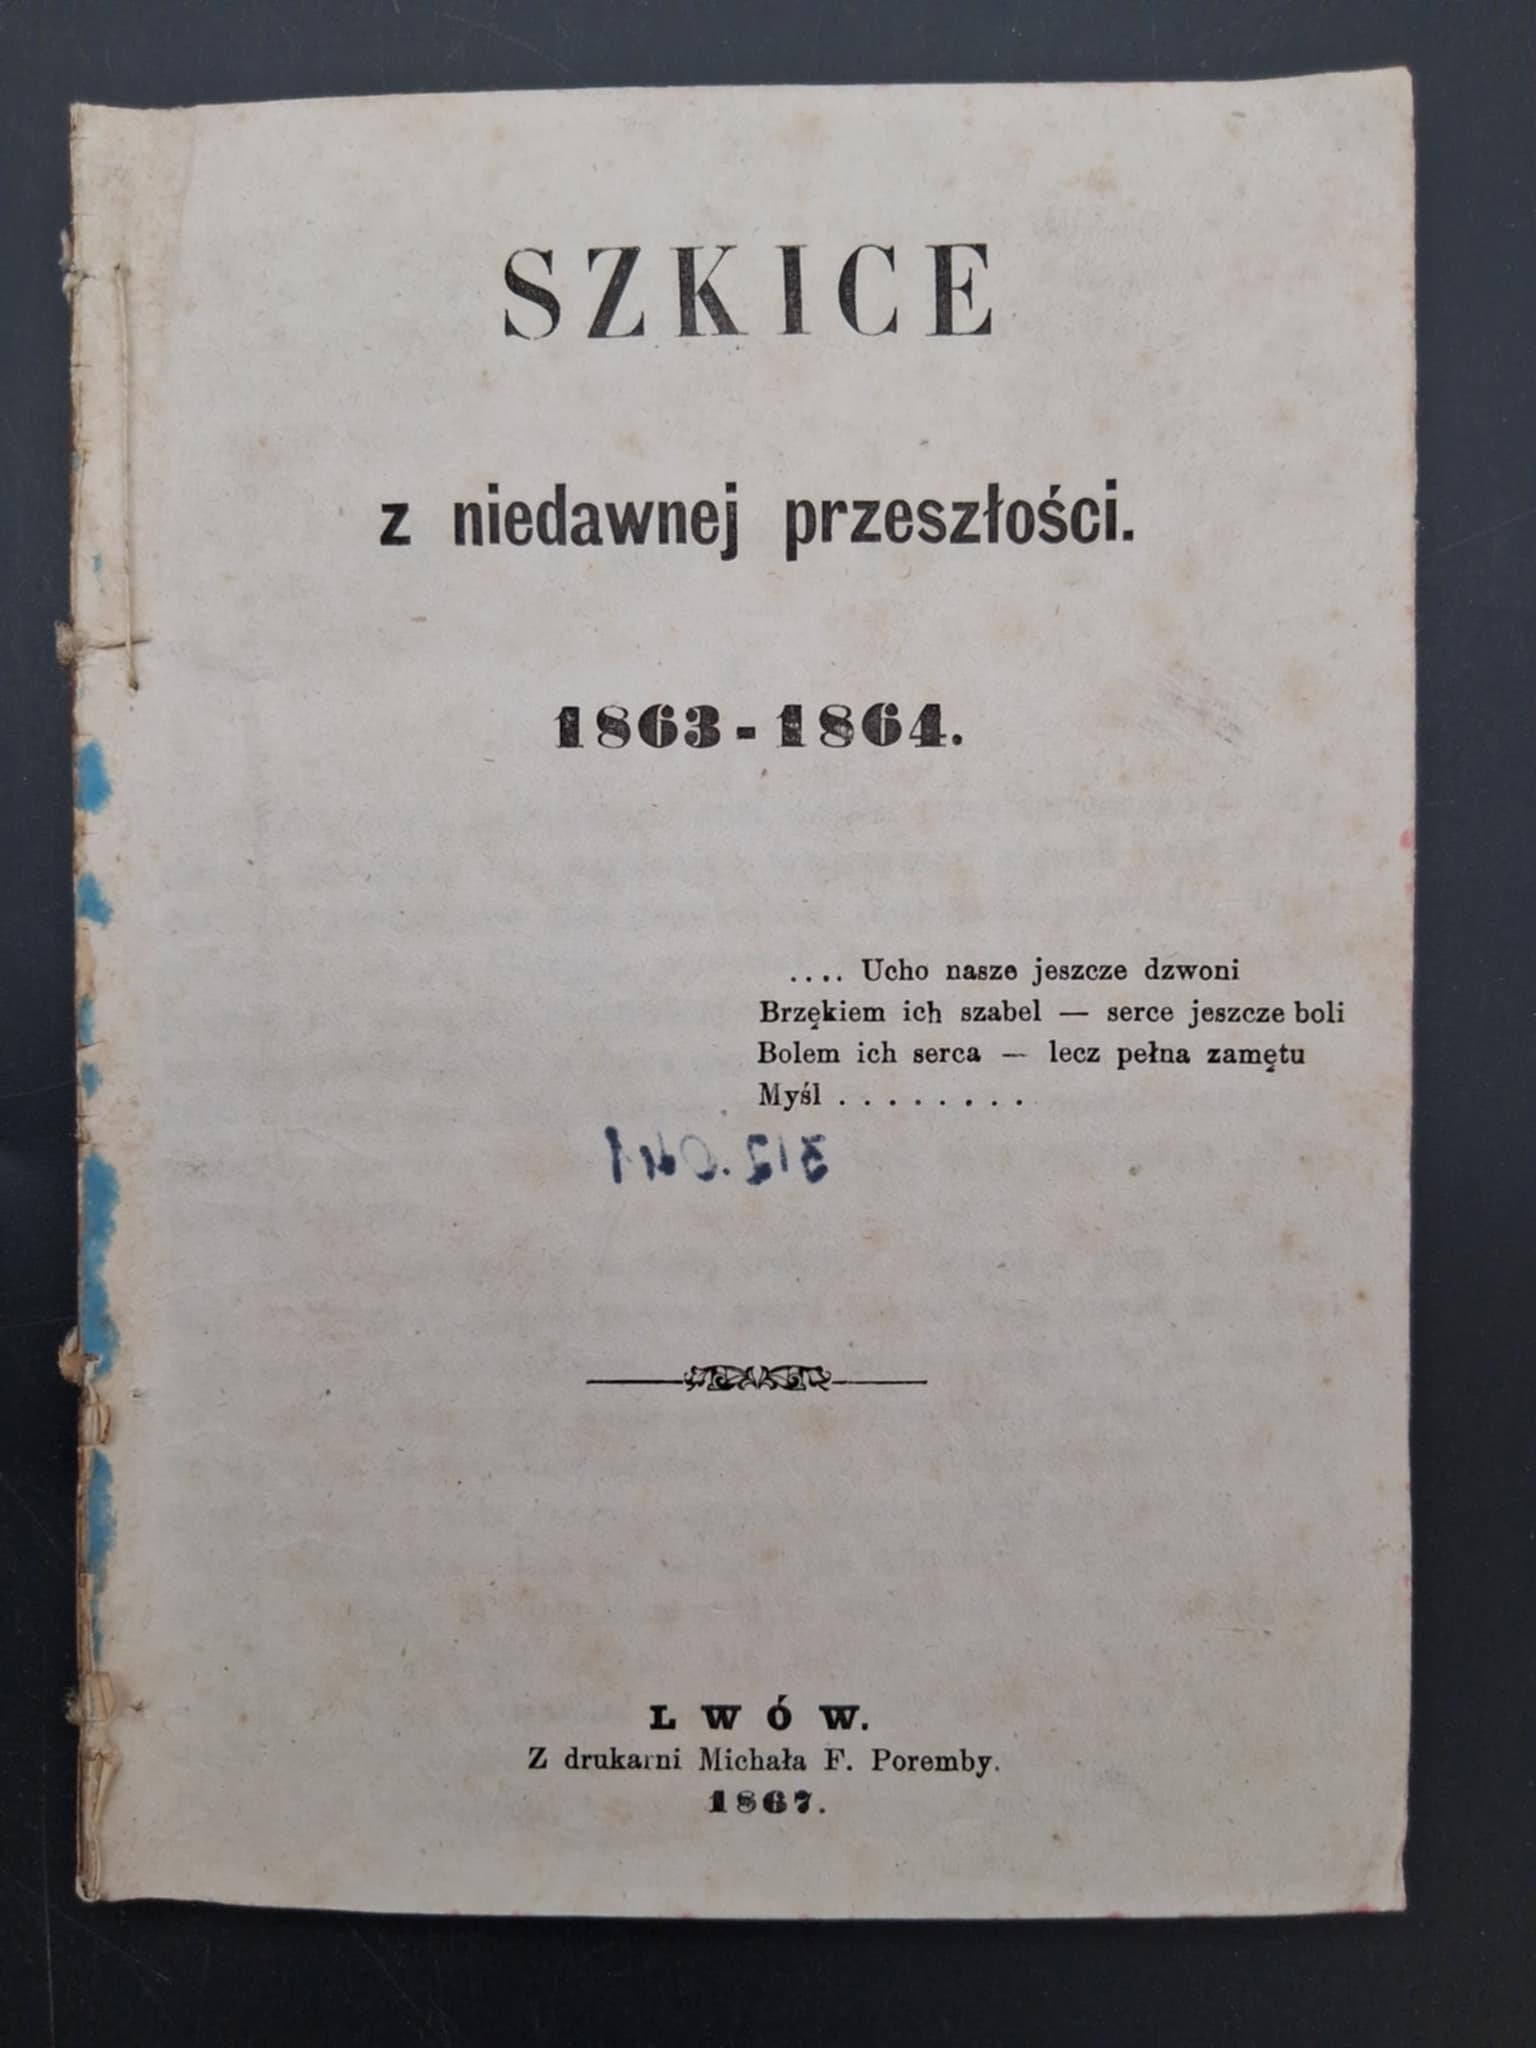 SZKICE
z niedawnej przeszłości.
1863-1864.
.... Ucho nasze jeszcze dzwoni
Brzękiem ich szabel — serce jeszcze boli
Bolem ich serca — lecz pełna zamętu
Myśl . . . . . . . .
LWÓW.
Z drukarni Michała F. Poremby.
1867.